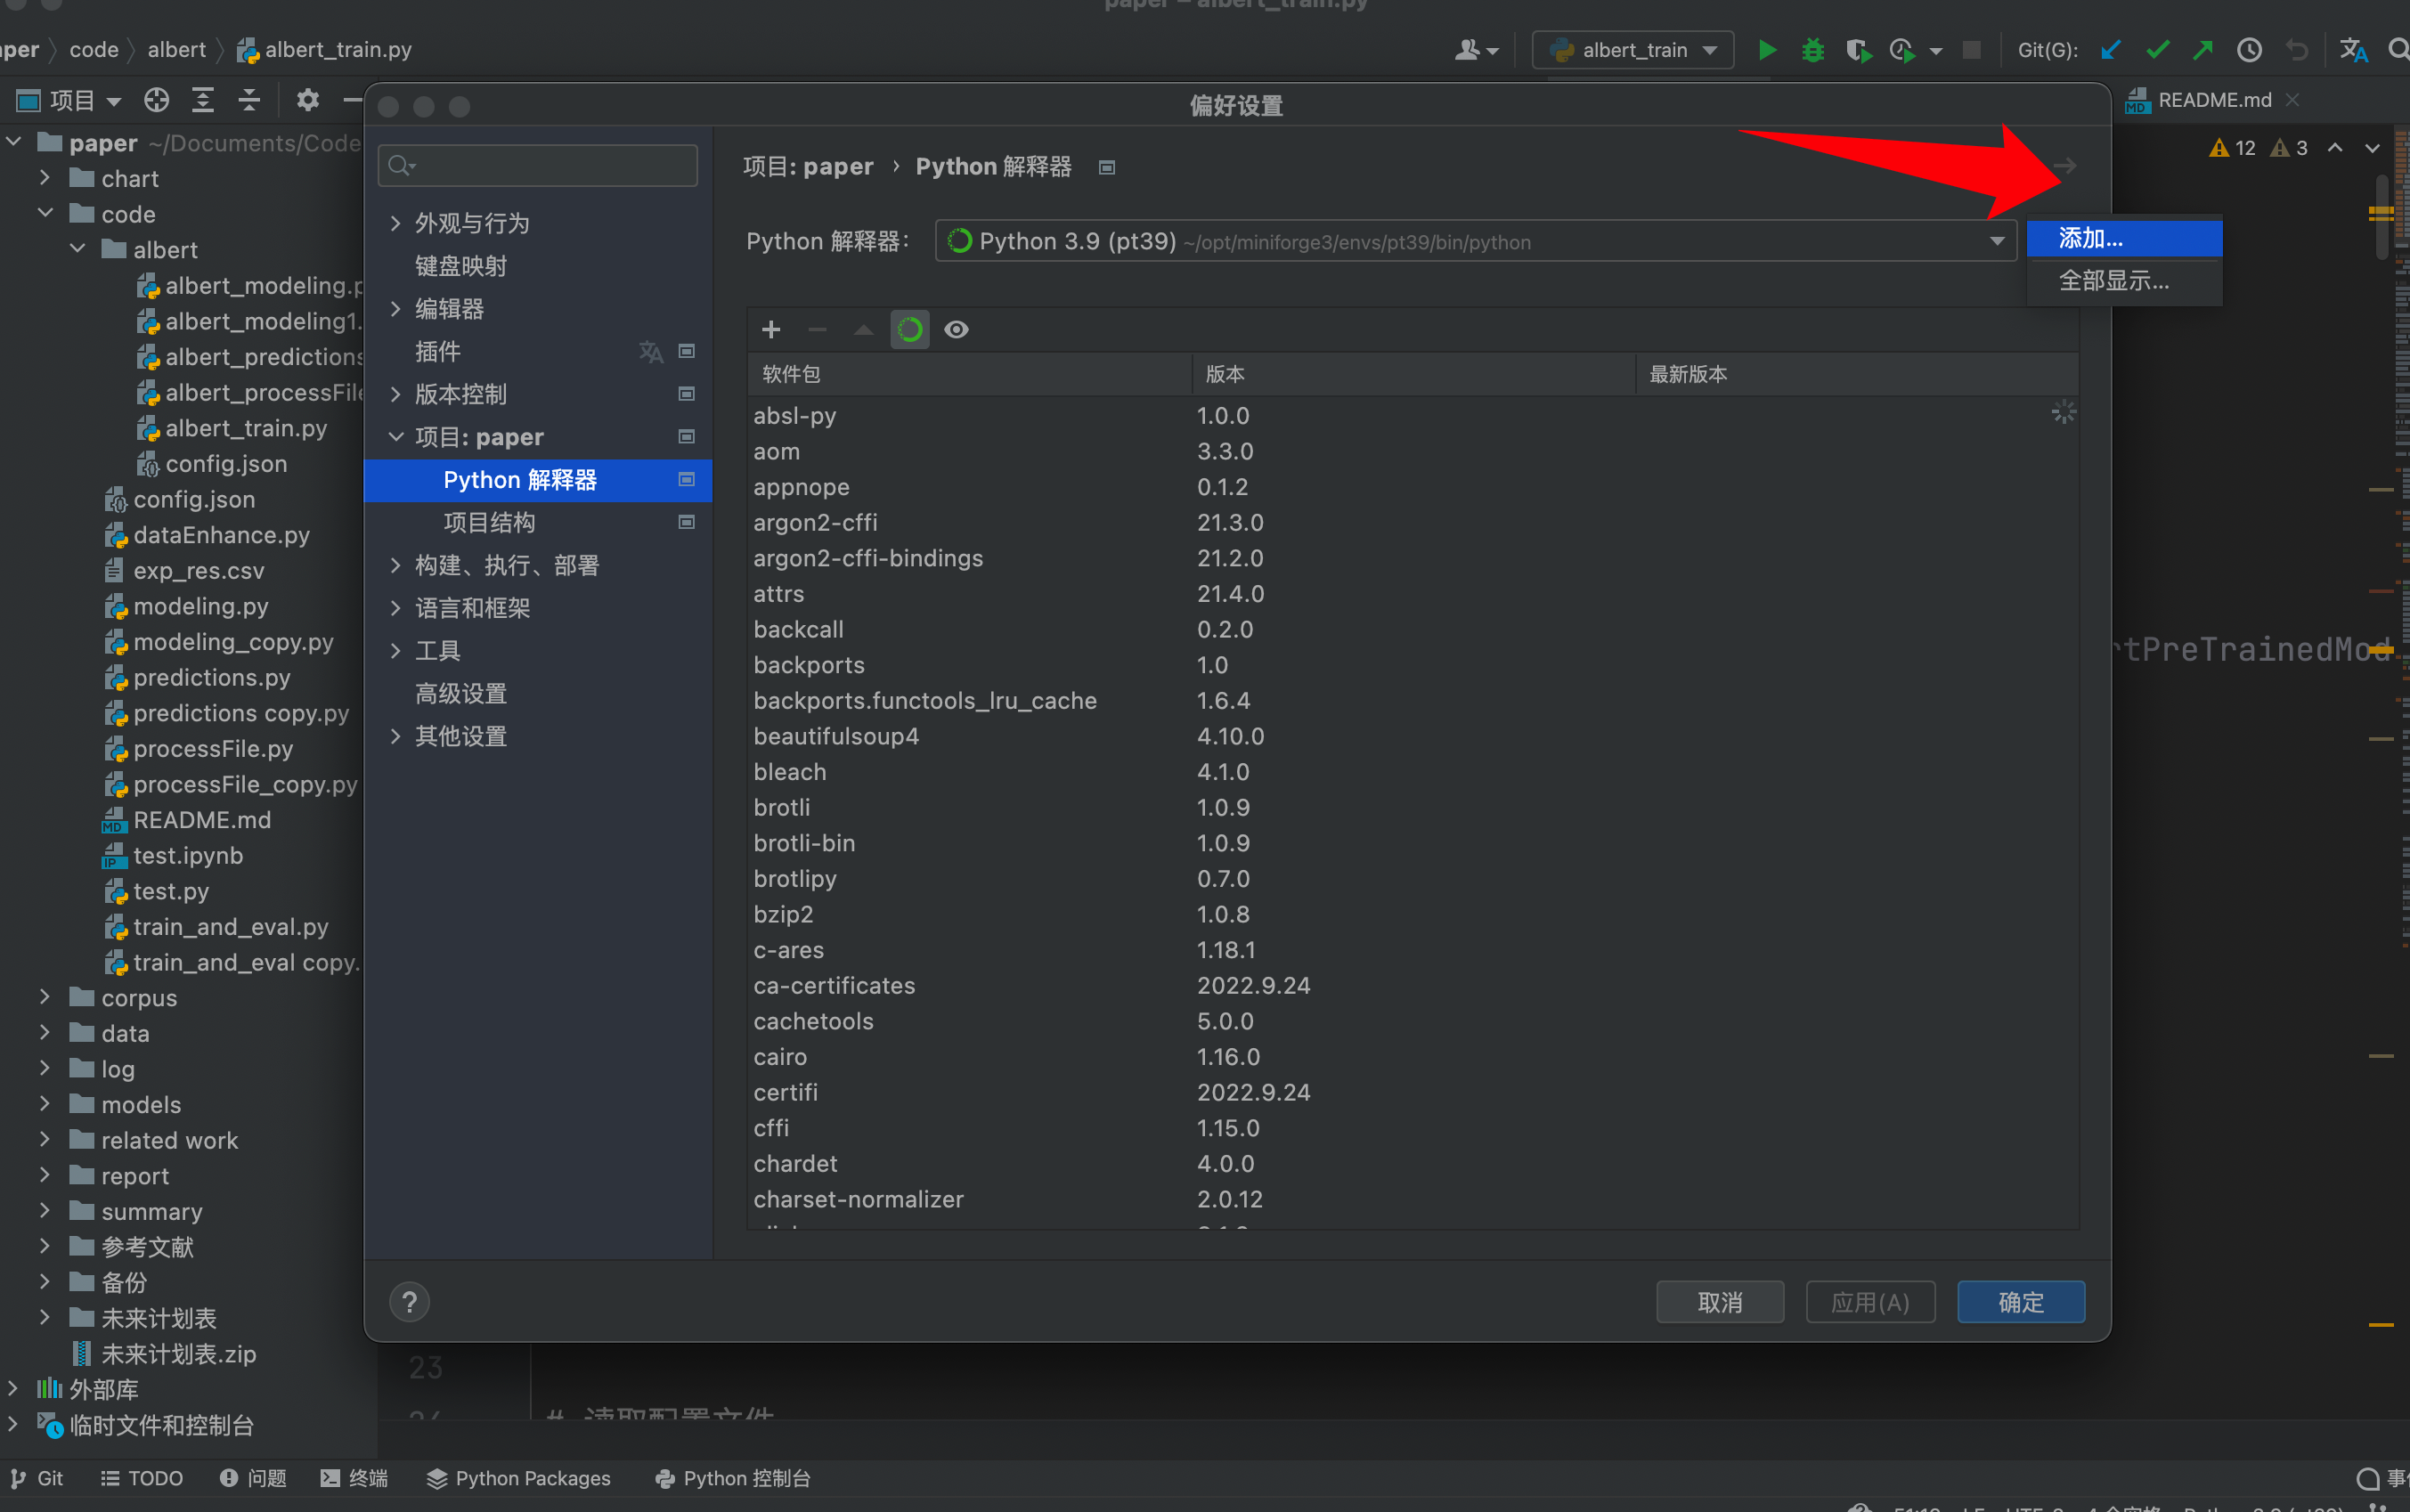 paper – albert_train.py
code
albert
albert_train.py
albert_train
Git(G):
项目
偏好设置
README.md
12
3
paper ~/Documents/Code
chart
code
albert
albert_modeling.p
albert_modeling1.
albert_predictions
albert_processFile
albert_train.py
config.json
config.json
dataEnhance.py
exp_res.csv
modeling.py
modeling_copy.py
predictions.py
predictions copy.py
processFile.py
processFile_copy.py
README.md
test.ipynb
test.py
train_and_eval.py
train_and_eval copy.
corpus
data
log
models
related work
report
summary
参考文献
备份
未来计划表
未来计划表.zip
外部库
临时文件和控制台
外观与行为
键盘映射
编辑器
插件
版本控制
项目: paper
Python 解释器
项目结构
构建、执行、部署
语言和框架
工具
高级设置
其他设置
项目: paper › Python 解释器
Python 解释器:
Python 3.9 (pt39) ~/opt/miniforge3/envs/pt39/bin/python
添加...
全部显示...
软件包 版本 最新版本
absl-py 1.0.0
aom 3.3.0
appnope 0.1.2
argon2-cffi 21.3.0
argon2-cffi-bindings 21.2.0
attrs 21.4.0
backcall 0.2.0
backports 1.0
backports.functools_lru_cache 1.6.4
beautifulsoup4 4.10.0
bleach 4.1.0
brotli 1.0.9
brotli-bin 1.0.9
brotlipy 0.7.0
bzip2 1.0.8
c-ares 1.18.1
ca-certificates 2022.9.24
cachetools 5.0.0
cairo 1.16.0
certifi 2022.9.24
cffi 1.15.0
chardet 4.0.0
charset-normalizer 2.0.12
rtPreTrainedMod
?
取消
应用(A)
确定
23
# 读取配置文件
Git
TODO
问题
终端
Python Packages
Python 控制台